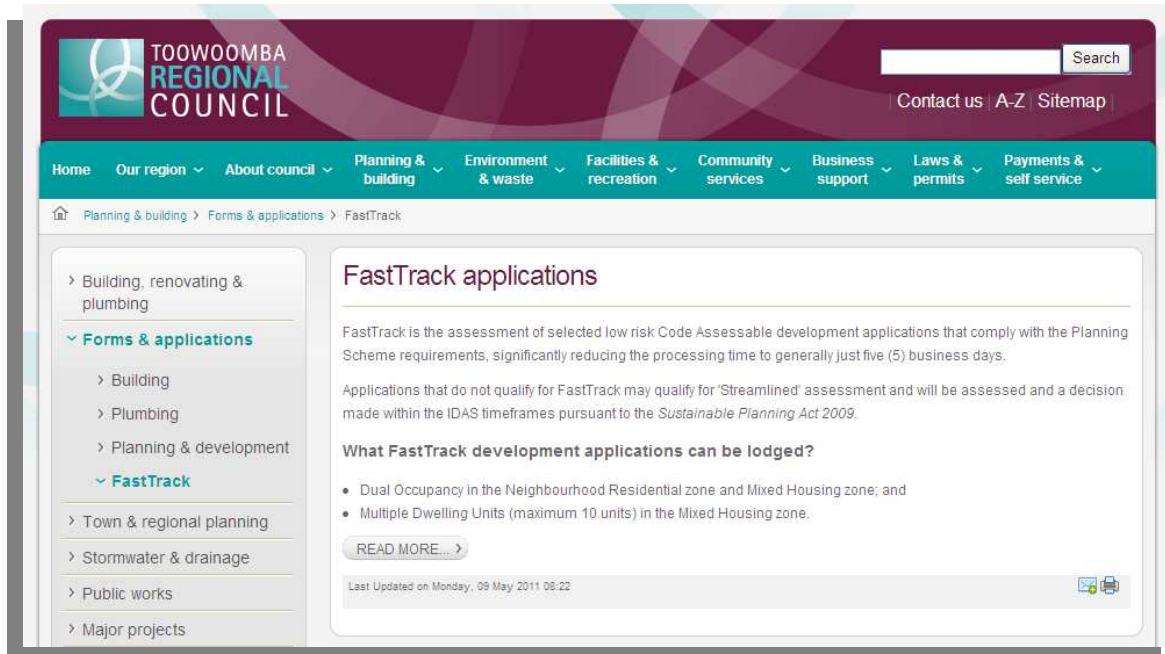 TOOWOOMBA
REGIONAL
COUNCIL
Search
Contact us | A-Z | Sitemap |
Home Our region About council Planning & building Environment & waste Facilities & recreation Community services Business support Laws & permits Payments & self service
Planning & building > Forms & applications > FastTrack
> Building, renovating &
plumbing
Forms & applications
> Building
> Plumbing
> Planning & development
FastTrack
> Town & regional planning
> Stormwater & drainage
> Public works
> Major projects
FastTrack applications
FastTrack is the assessment of selected low risk Code Assessable development applications that comply with the Planning
Scheme requirements, significantly reducing the processing time to generally just five (5) business days.
Applications that do not qualify for FastTrack may qualify for 'Streamlined' assessment and will be assessed and a decision
made within the IDAS timeframes pursuant to the Sustainable Planning Act 2009.
What FastTrack development applications can be lodged?
• Dual Occupancy in the Neighbourhood Residential zone and Mixed Housing zone; and
• Multiple Dwelling Units (maximum 10 units) in the Mixed Housing zone.
READ MORE... >
Last Updated on Monday, 09 May 2011 08:22